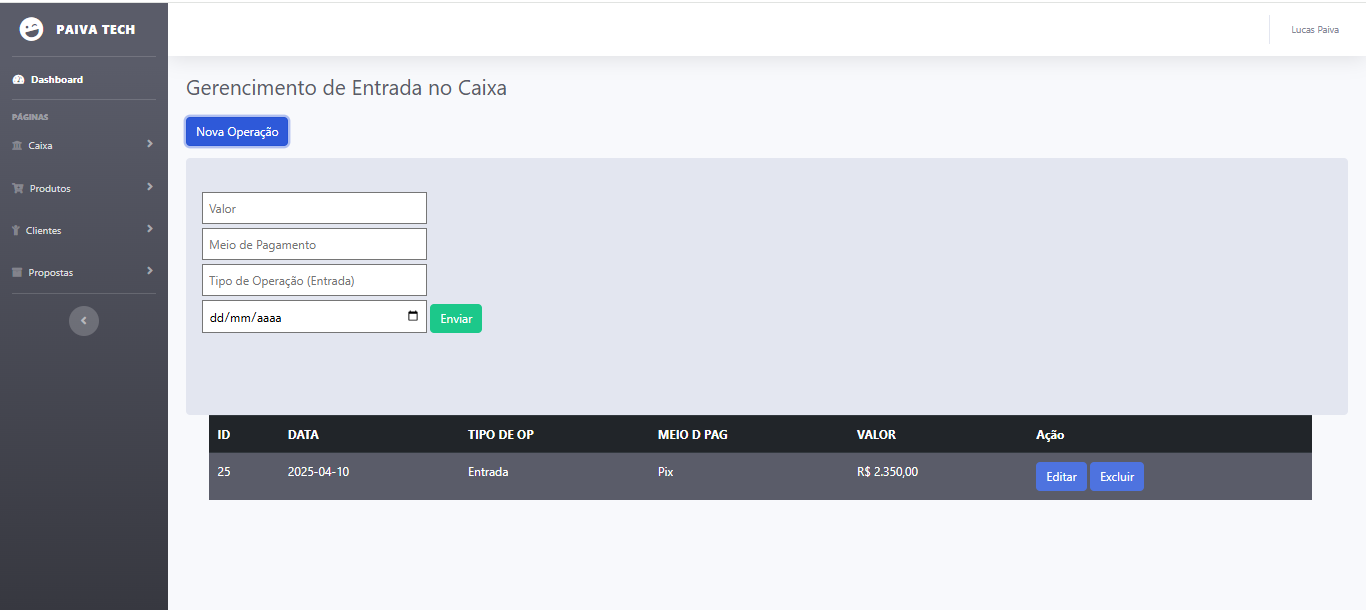 PAIVA TECH
Lucas Paiva
Dashboard
PÁGINAS
Caixa
Produtos
Clientes
Propostas
Gerencimento de Entrada no Caixa
Nova Operação
Valor
Meio de Pagamento
Tipo de Operação (Entrada)
dd/mm/aaaa Enviar
ID DATA TIPO DE OP MEIO D PAG VALOR Ação
25 2025-04-10 Entrada Pix R$ 2.350,00 Editar Excluir